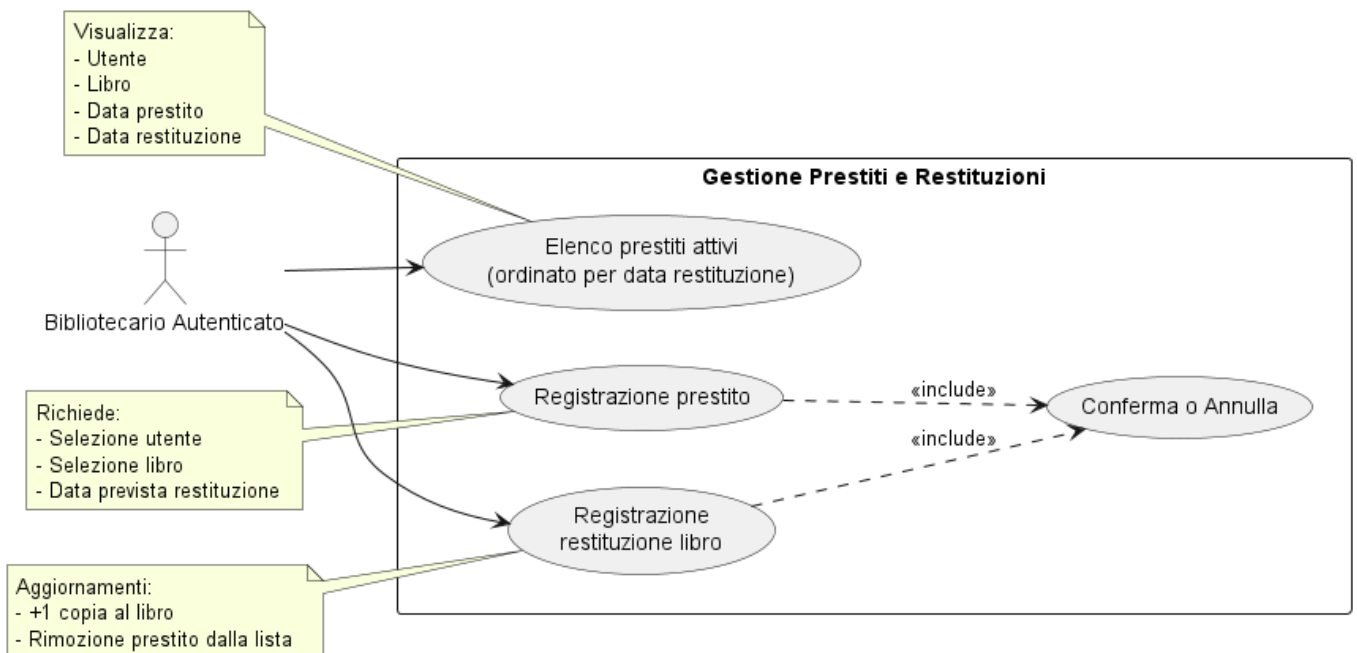 Visualizza:
- Utente
- Libro
- Data prestito
- Data restituzione
Gestione Prestiti e Restituzioni
Elenco prestiti attivi
(ordinato per data restituzione)
Bibliotecario Autenticato
Registrazione prestito
«include»
Conferma o Annulla
Richiede:
- Selezione utente
- Selezione libro
- Data prevista restituzione
«include»
Registrazione
restituzione libro
Aggiornamenti:
- +1 copia al libro
- Rimozione prestito dalla lista